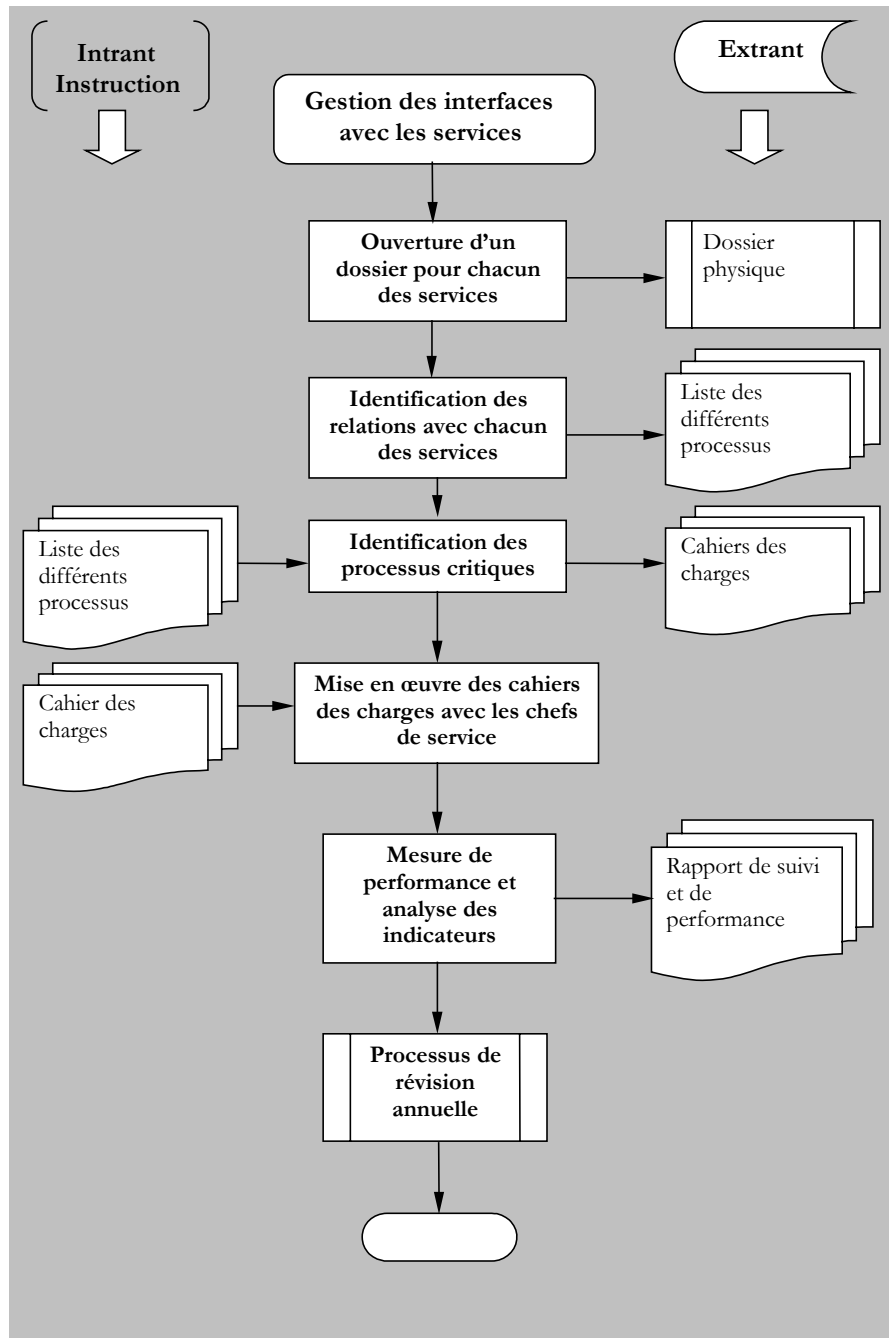 Intrant
Instruction
Extrant
Gestion des interfaces
avec les services
Ouverture d'un
dossier pour chacun
des services
Dossier
physique
Identification des
relations avec chacun
des services
Liste des
différents
processus
Liste des
différents
processus
Identification des
processus critiques
Cahiers des
charges
Cahier des
charges
Mise en œuvre des cahiers
des charges avec les chefs
de service
Mesure de
performance et
analyse des
indicateurs
Rapport de suivi
et de
performance
Processus de
révision
annuelle